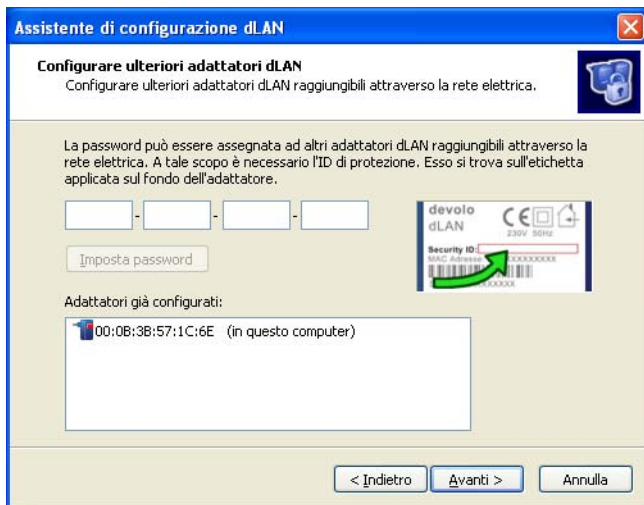 Assistente di configurazione dLAN
Configurare ulteriori adattatori dLAN
Configurare ulteriori adattatori dLAN raggiungibili attraverso la rete elettrica.
La password può essere assegnata ad altri adattatori dLAN raggiungibili attraverso la
rete elettrica. A tale scopo è necessario l'ID di protezione. Esso si trova sull'etichetta
applicata sul fondo dell'adattatore.
- - -
devolo
dLAN
CE
230V 50Hz
Security ID:
MAC Adresse
XXXXXXXXX
XXXXXX
Imposta password
Adattatori già configurati:
00:0B:3B:57:1C:6E (in questo computer)
< Indietro
Avanti >
Annulla